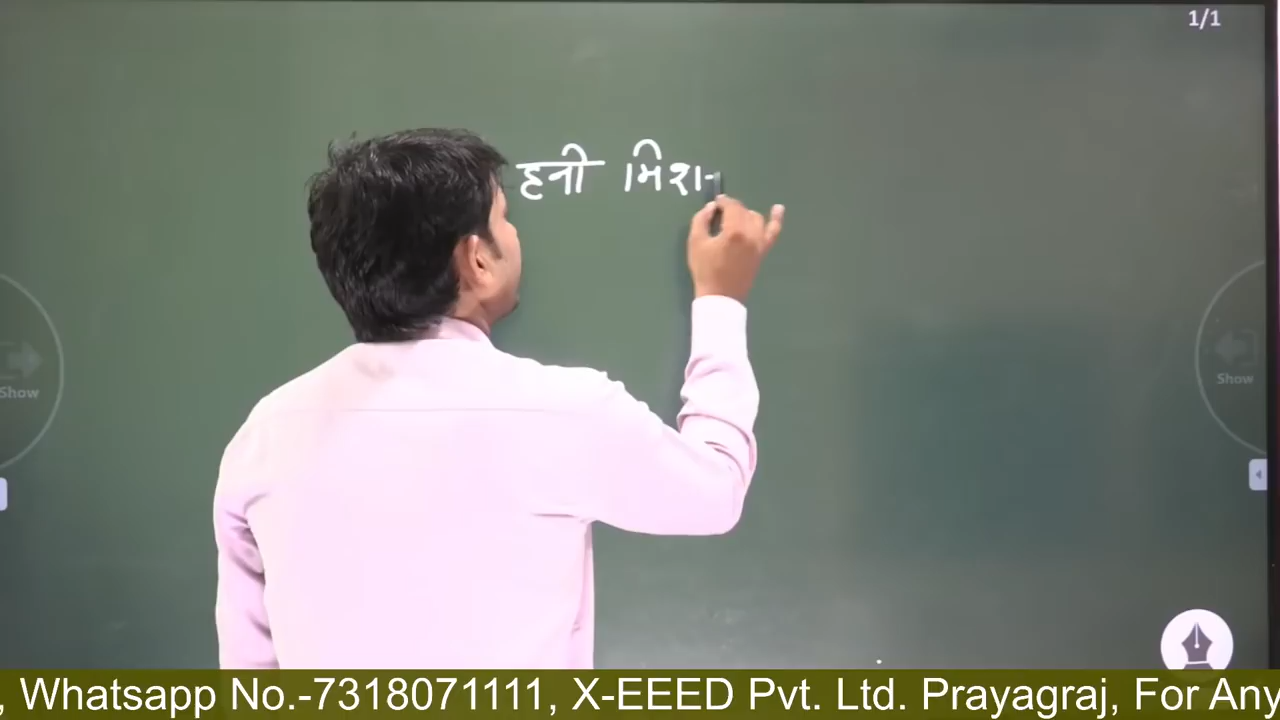 1/1
हनी मिश
Show
Show
, Whatsapp No.-7318071111, X-EEED Pvt. Ltd. Prayagraj, For Any